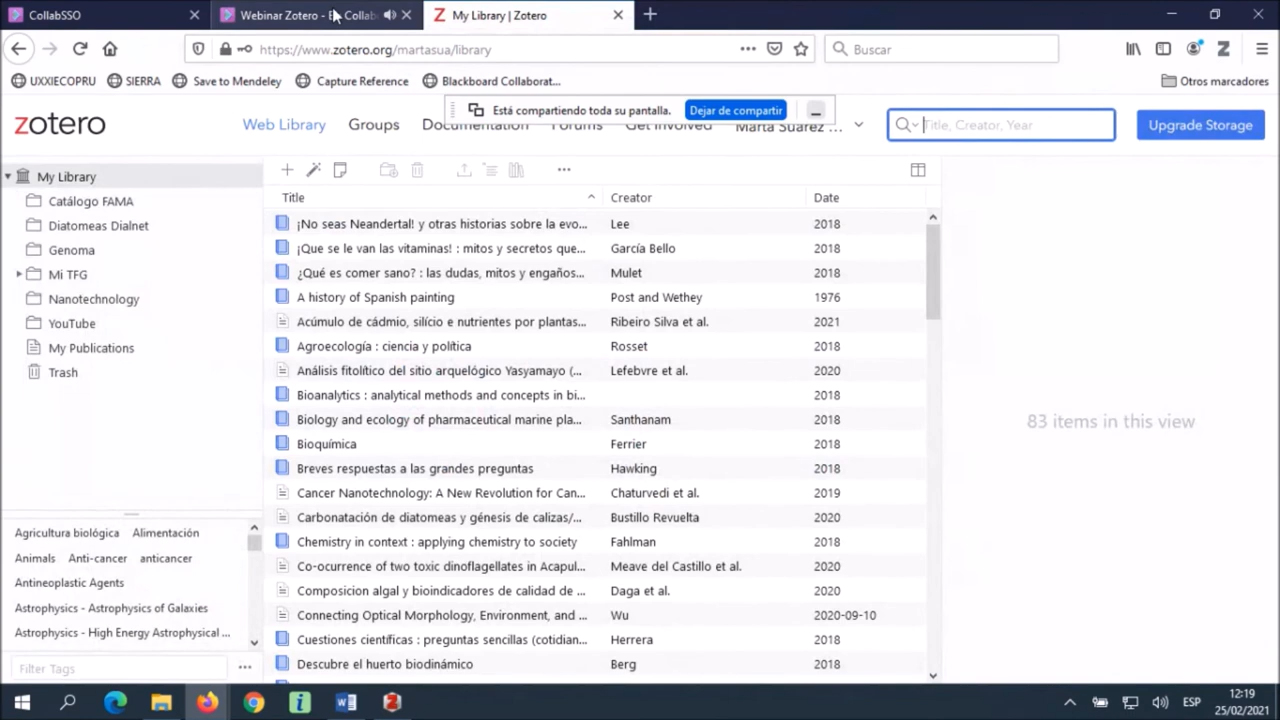 CollabSSO
Webinar Zotero - Collab
My Library | Zotero
https://www.zotero.org/martasua/library
Buscar
UXXIECOPRU
SIERRA
Save to Mendeley
Capture Reference
Blackboard Collaborat...
Otros marcadores
Está compartiendo toda su pantalla.
Dejar de compartir
zotero
Web Library
Groups
Documentation
Forums
Get Involved
Marta Suárez ...
Title, Creator, Year
Upgrade Storage
My Library
Catálogo FAMA
Diatomeas Dialnet
Genoma
Mi TFG
Nanotechnology
YouTube
My Publications
Trash
Title Creator Date
¡No seas Neandertal! y otras historias sobre la evo... Lee 2018
¡Que se le van las vitaminas! : mitos y secretos que... García Bello 2018
¿Qué es comer sano? : las dudas, mitos y engaños... Mulet 2018
A history of Spanish painting Post and Wethey 1976
Acúmulo de cádmio, silício e nutrientes por plantas... Ribeiro Silva et al. 2021
Agroecología : ciencia y política Rosset 2018
Análisis fitolítico del sitio arquelógico Yasyamayo (... Lefebvre et al. 2020
Bioanalytics : analytical methods and concepts in bi... 2018
Biology and ecology of pharmaceutical marine pla... Santhanam 2018
Bioquímica Ferrier 2018
Breves respuestas a las grandes preguntas Hawking 2018
Cancer Nanotechnology: A New Revolution for Can... Chaturvedi et al. 2019
Carbonatación de diatomeas y génesis de calizas/... Bustillo Revuelta 2020
Chemistry in context : applying chemistry to society Fahlman 2018
Co-ocurrence of two toxic dinoflagellates in Acapul... Meave del Castillo et al. 2020
Composicion algal y bioindicadores de calidad de ... Daga et al. 2020
Connecting Optical Morphology, Environment, and ... Wu 2020-09-10
Cuestiones científicas : preguntas sencillas (cotidian... Herrera 2018
Descubre el huerto biodinámico Berg 2018
83 items in this view
Agricultura biológica Alimentación
Animals Anti-cancer anticancer
Antineoplastic Agents
Astrophysics - Astrophysics of Galaxies
Astrophysics - High Energy Astrophysical ...
Filter Tags
ESP
12:19
25/02/2021